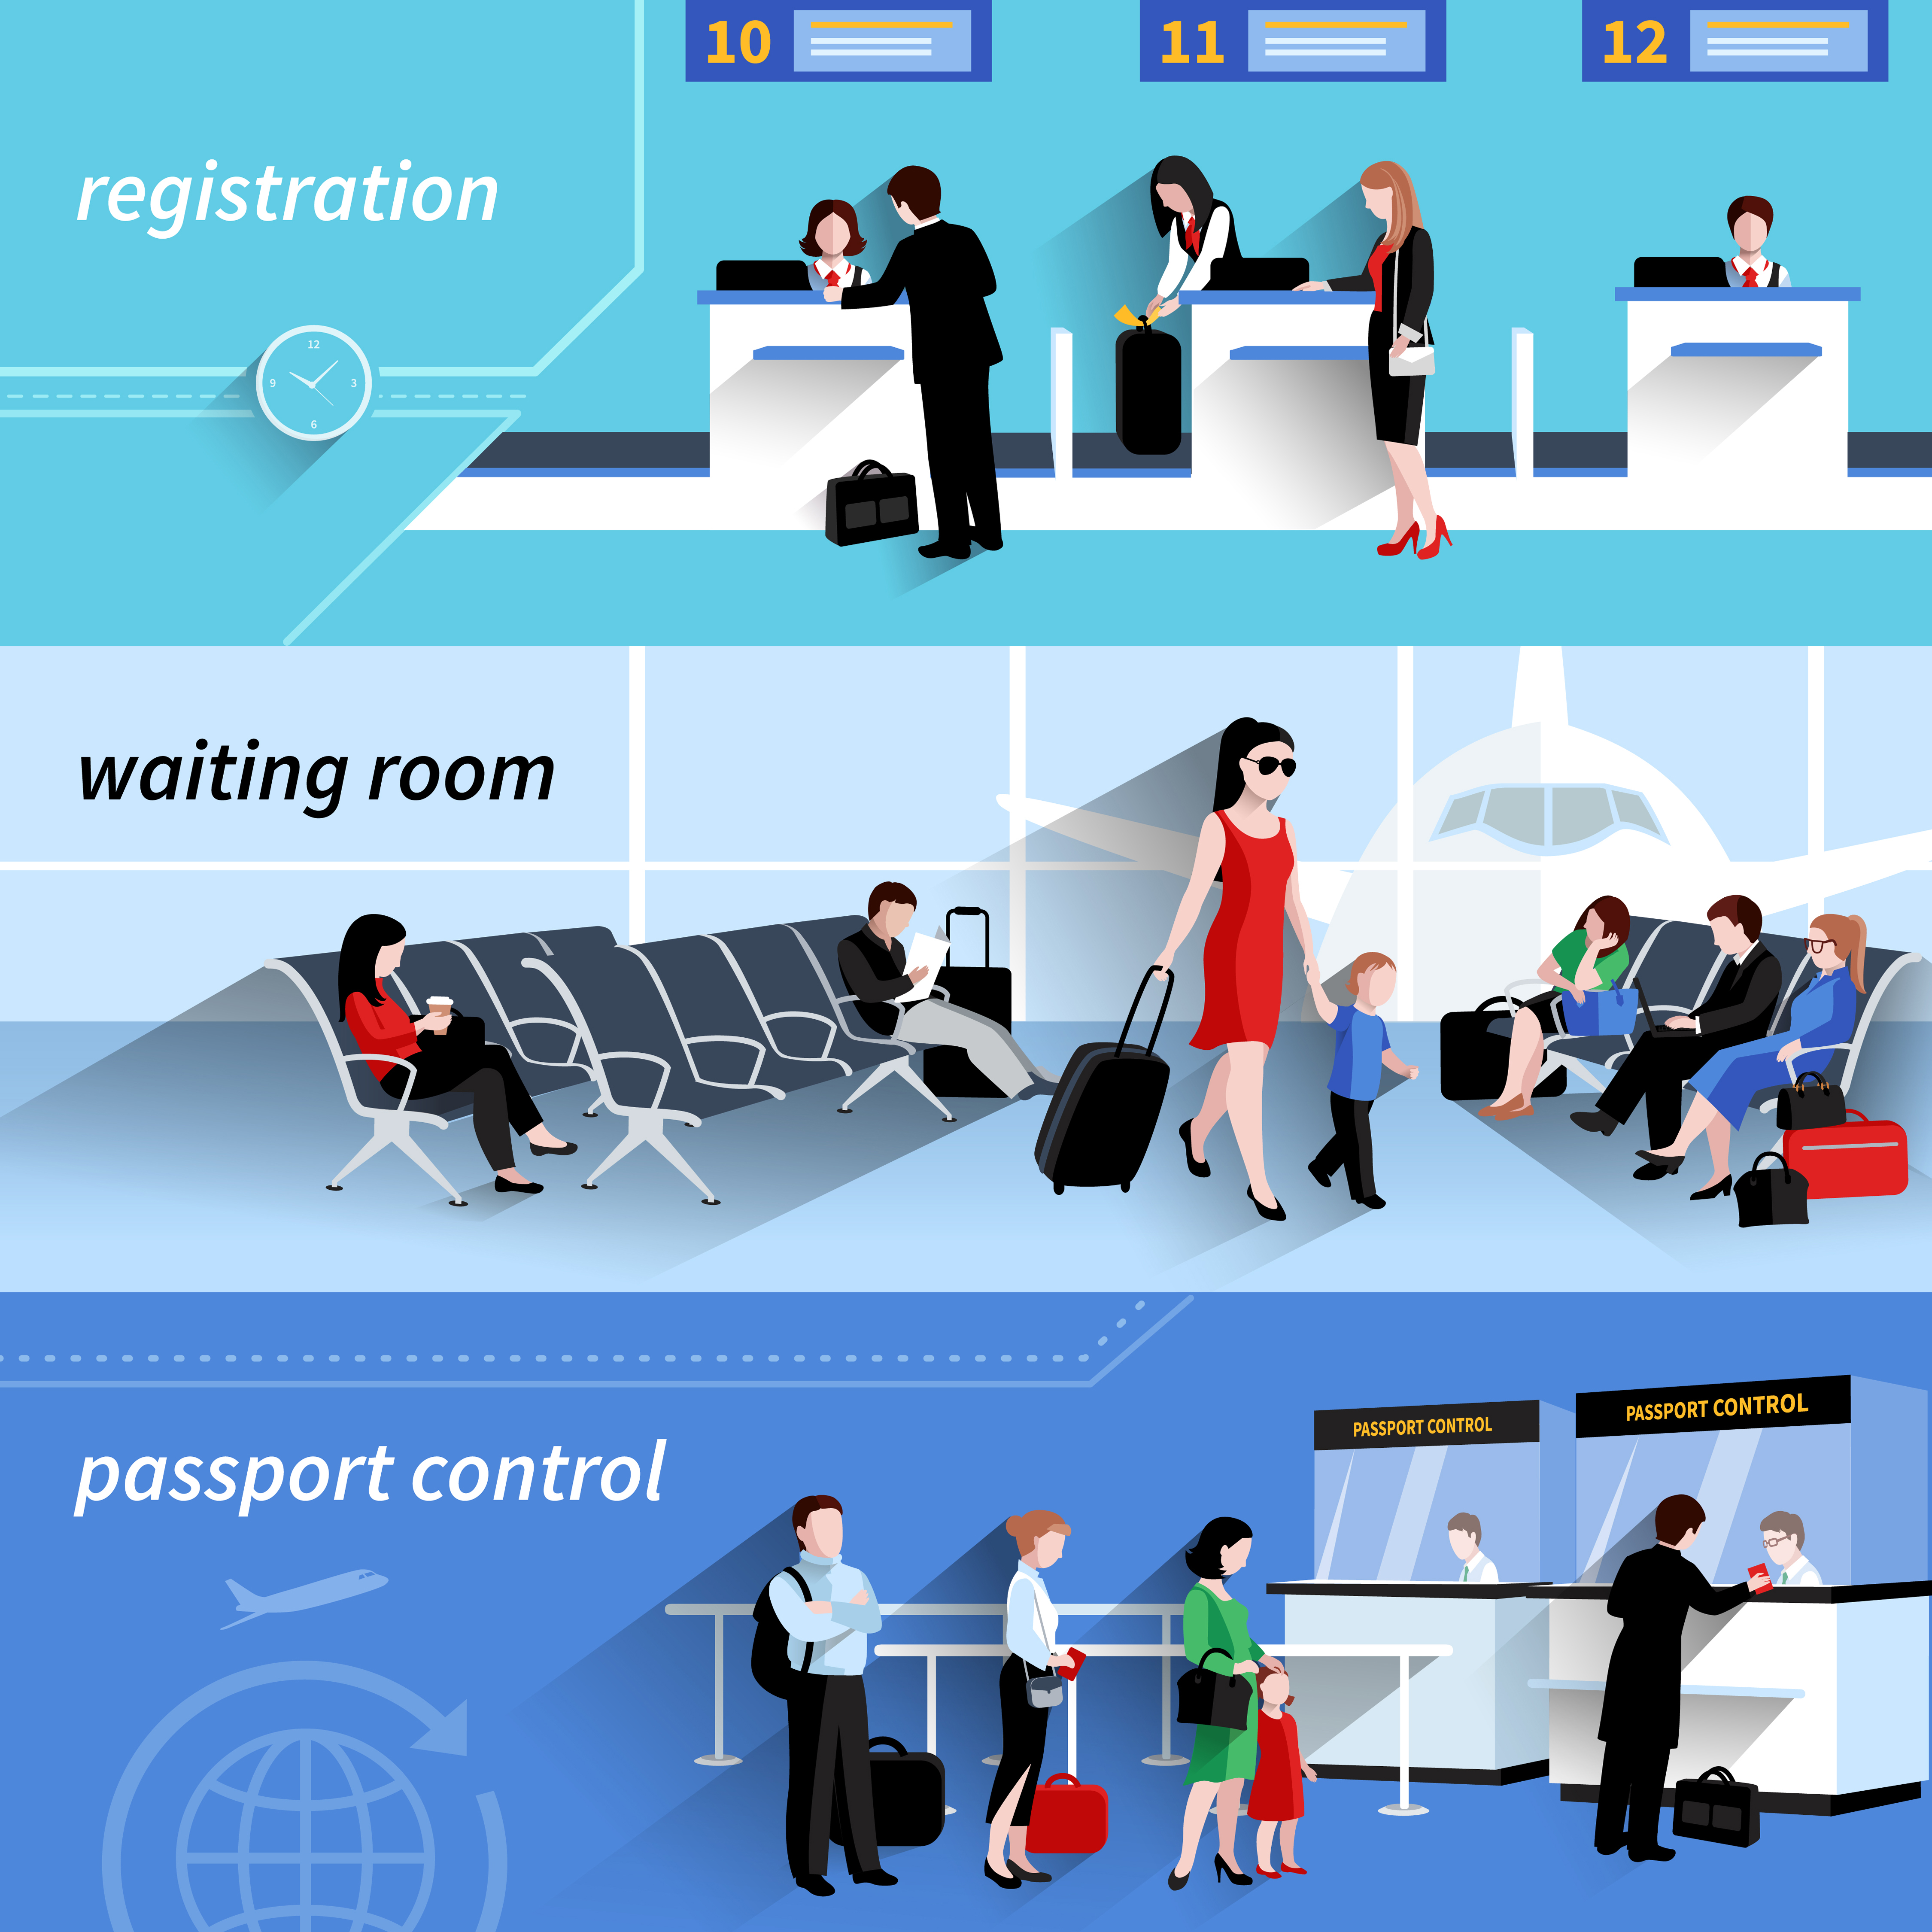 10
11
12
registration
12
9
3
6
waiting room
passport control
PASSPORT CONTROL
PASSPORT CONTROL